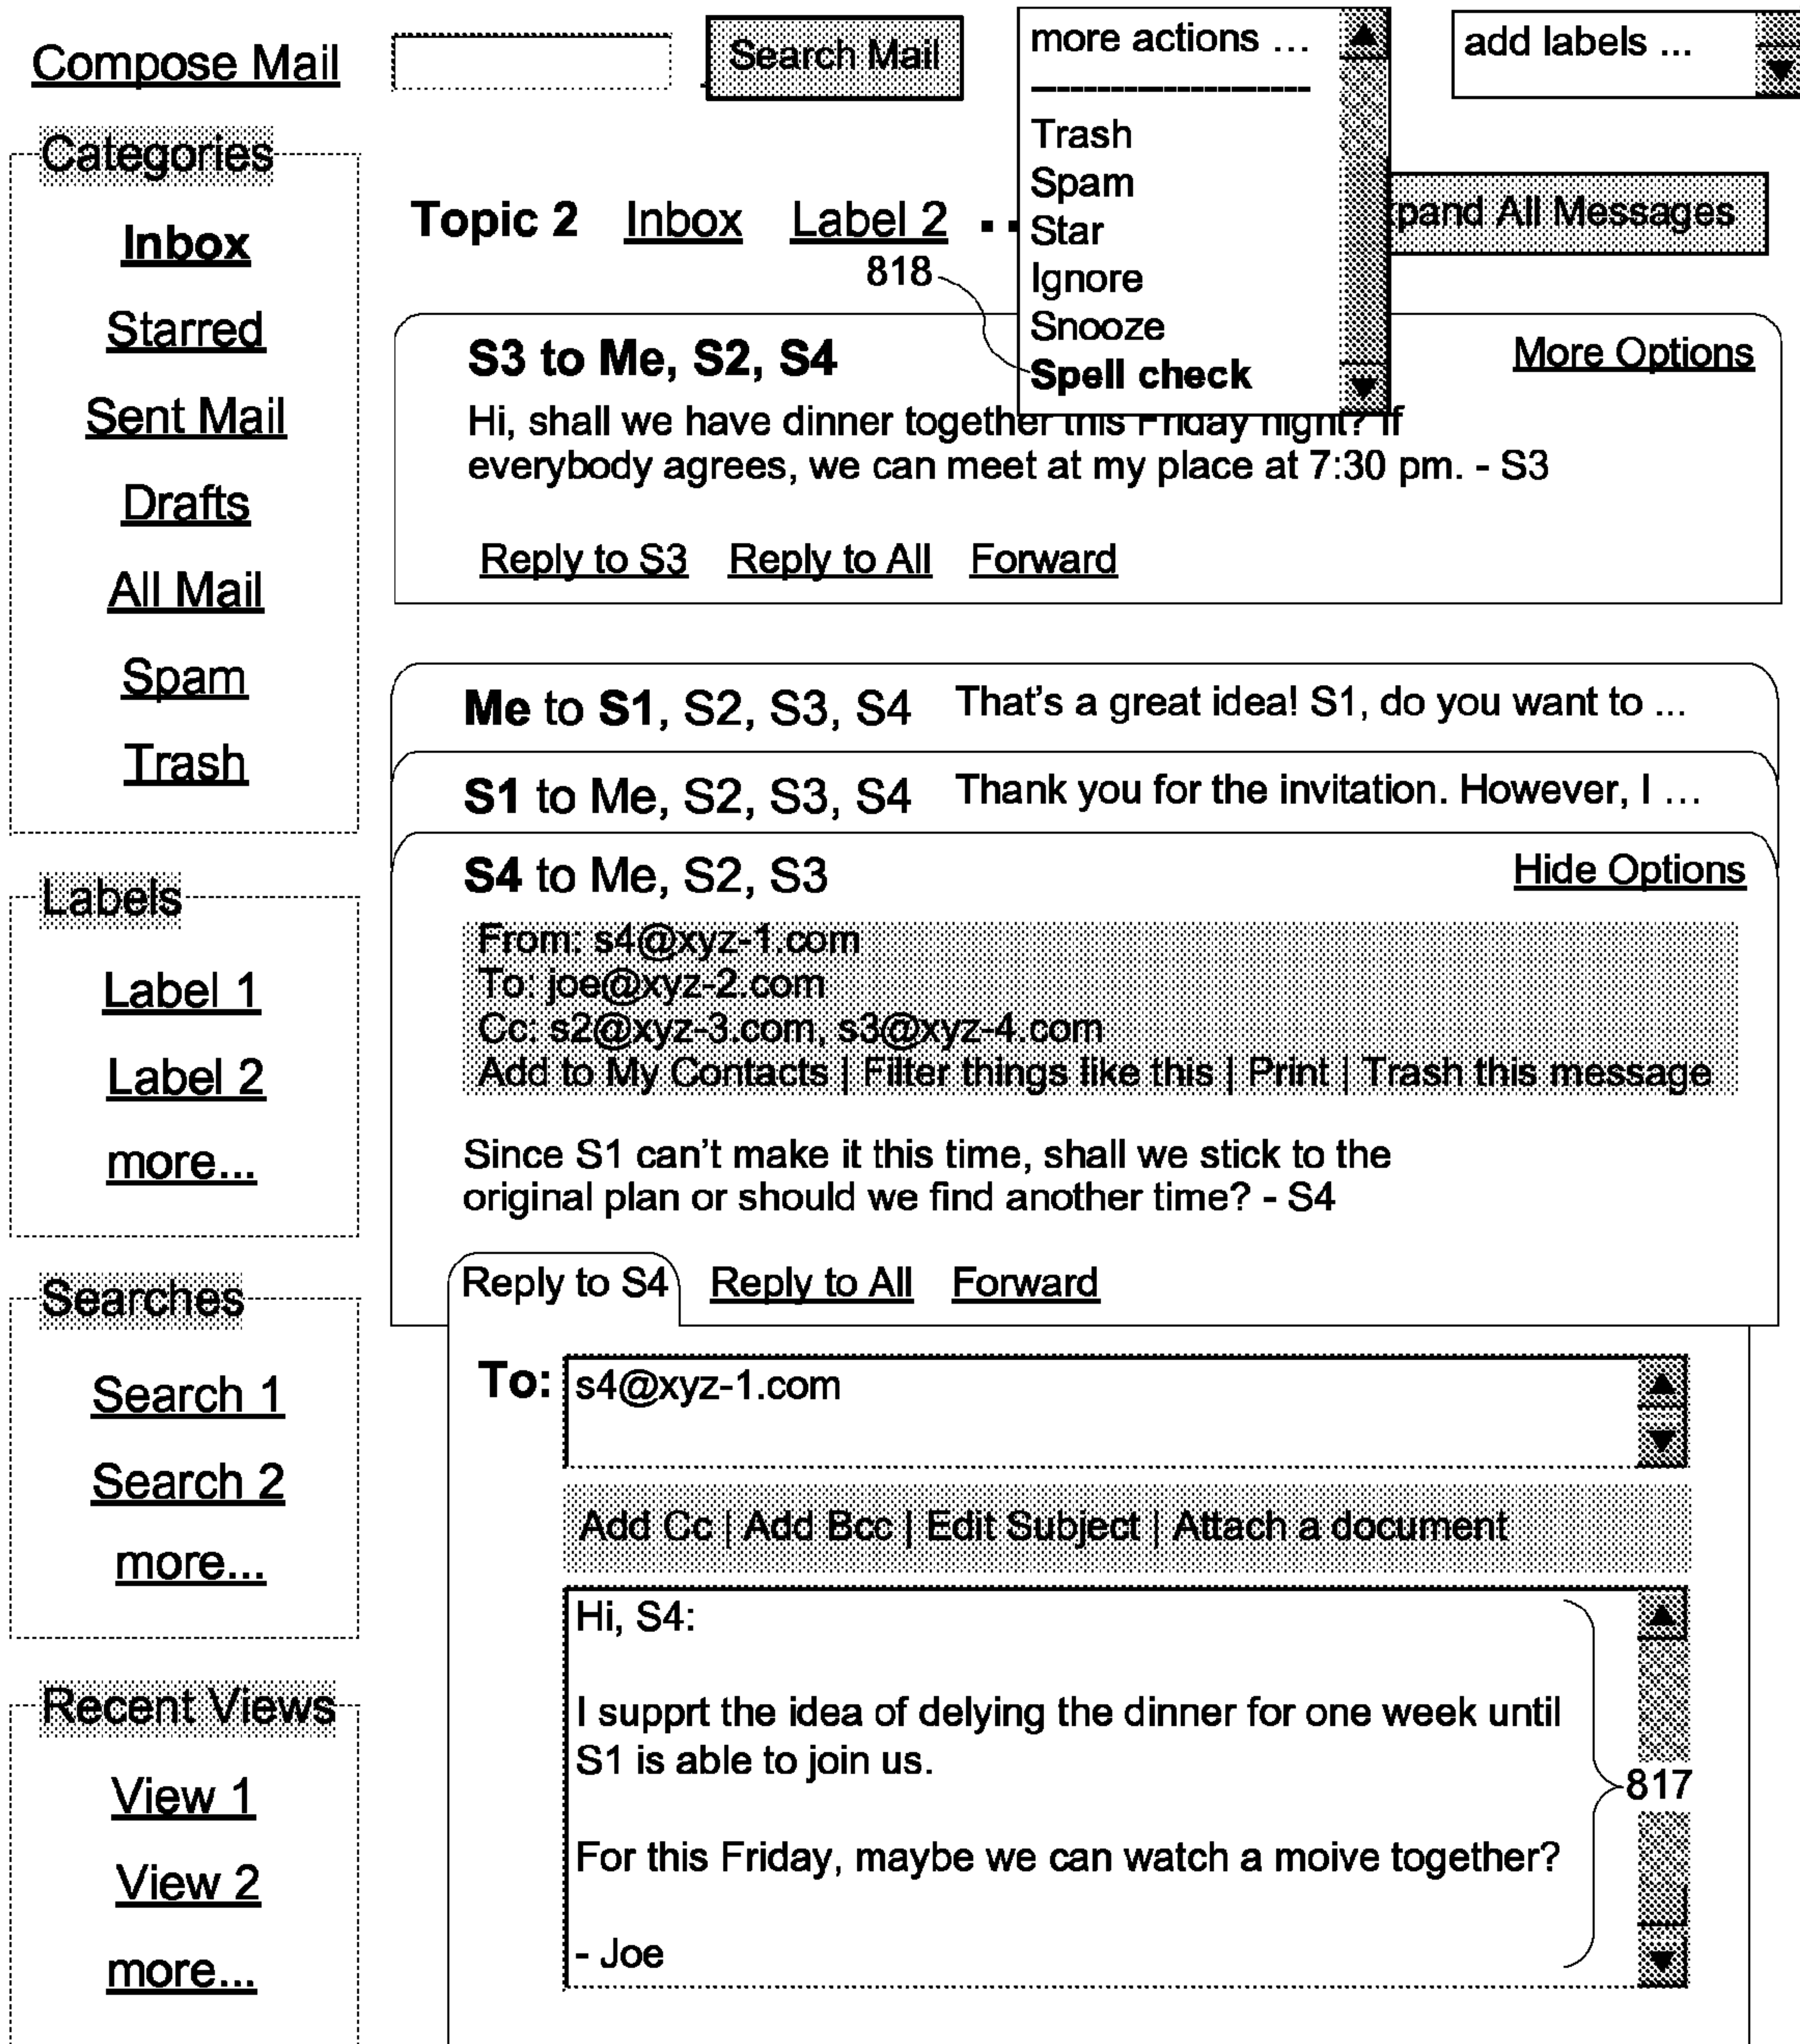 Compose Mail
Search Mail
more actions ...
--------------------
Trash
Spam
Star
Ignore
Snooze
Spell check
add labels ...
Categories
Inbox
Starred
Sent Mail
Drafts
All Mail
Spam
Trash
Labels
Label 1
Label 2
more...
Searches
Search 1
Search 2
more...
Recent Views
View 1
View 2
more...
Topic 2 Inbox Label 2
pand All Messages
818
S3 to Me, S2, S4 More Options
Hi, shall we have dinner together this Friday night? If
everybody agrees, we can meet at my place at 7:30 pm. - S3
Reply to S3 Reply to All Forward
Me to S1, S2, S3, S4 That's a great idea! S1, do you want to ...
S1 to Me, S2, S3, S4 Thank you for the invitation. However, I ...
S4 to Me, S2, S3 Hide Options
From: s4@xyz-1.com
To: joe@xyz-2.com
Cc: s2@xyz-3.com, s3@xyz-4.com
Add to My Contacts | Filter things like this | Print | Trash this message
Since S1 can't make it this time, shall we stick to the
original plan or should we find another time? - S4
Reply to S4 Reply to All Forward
To: s4@xyz-1.com
Add Cc | Add Bcc | Edit Subject | Attach a document
Hi, S4:
I supprt the idea of delying the dinner for one week until
S1 is able to join us.
817
For this Friday, maybe we can watch a moive together?
- Joe